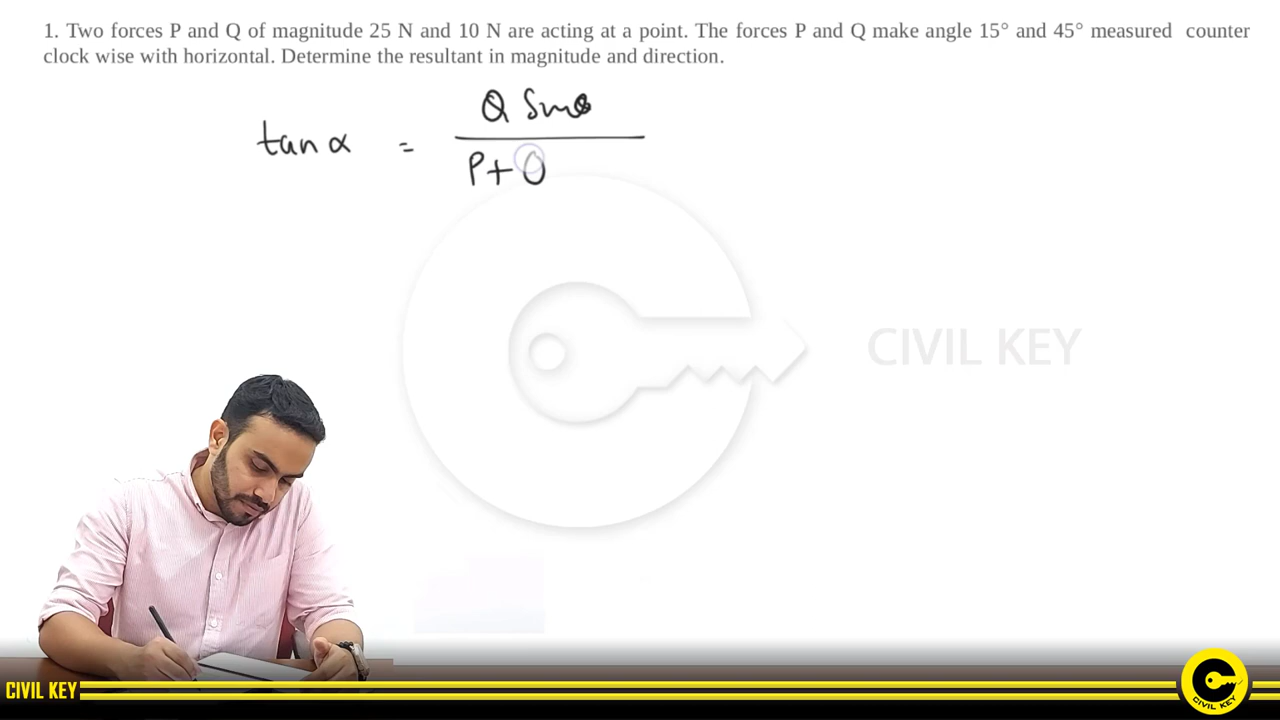 1. Two forces P and Q of magnitude 25 N and 10 N are acting at a point. The forces P and Q make angle 15° and 45° measured counter
clock wise with horizontal. Determine the resultant in magnitude and direction.
Q Sinθ
tan α =
P+Q
CIVIL KEY
CIVIL KEY
CIVIL KEY